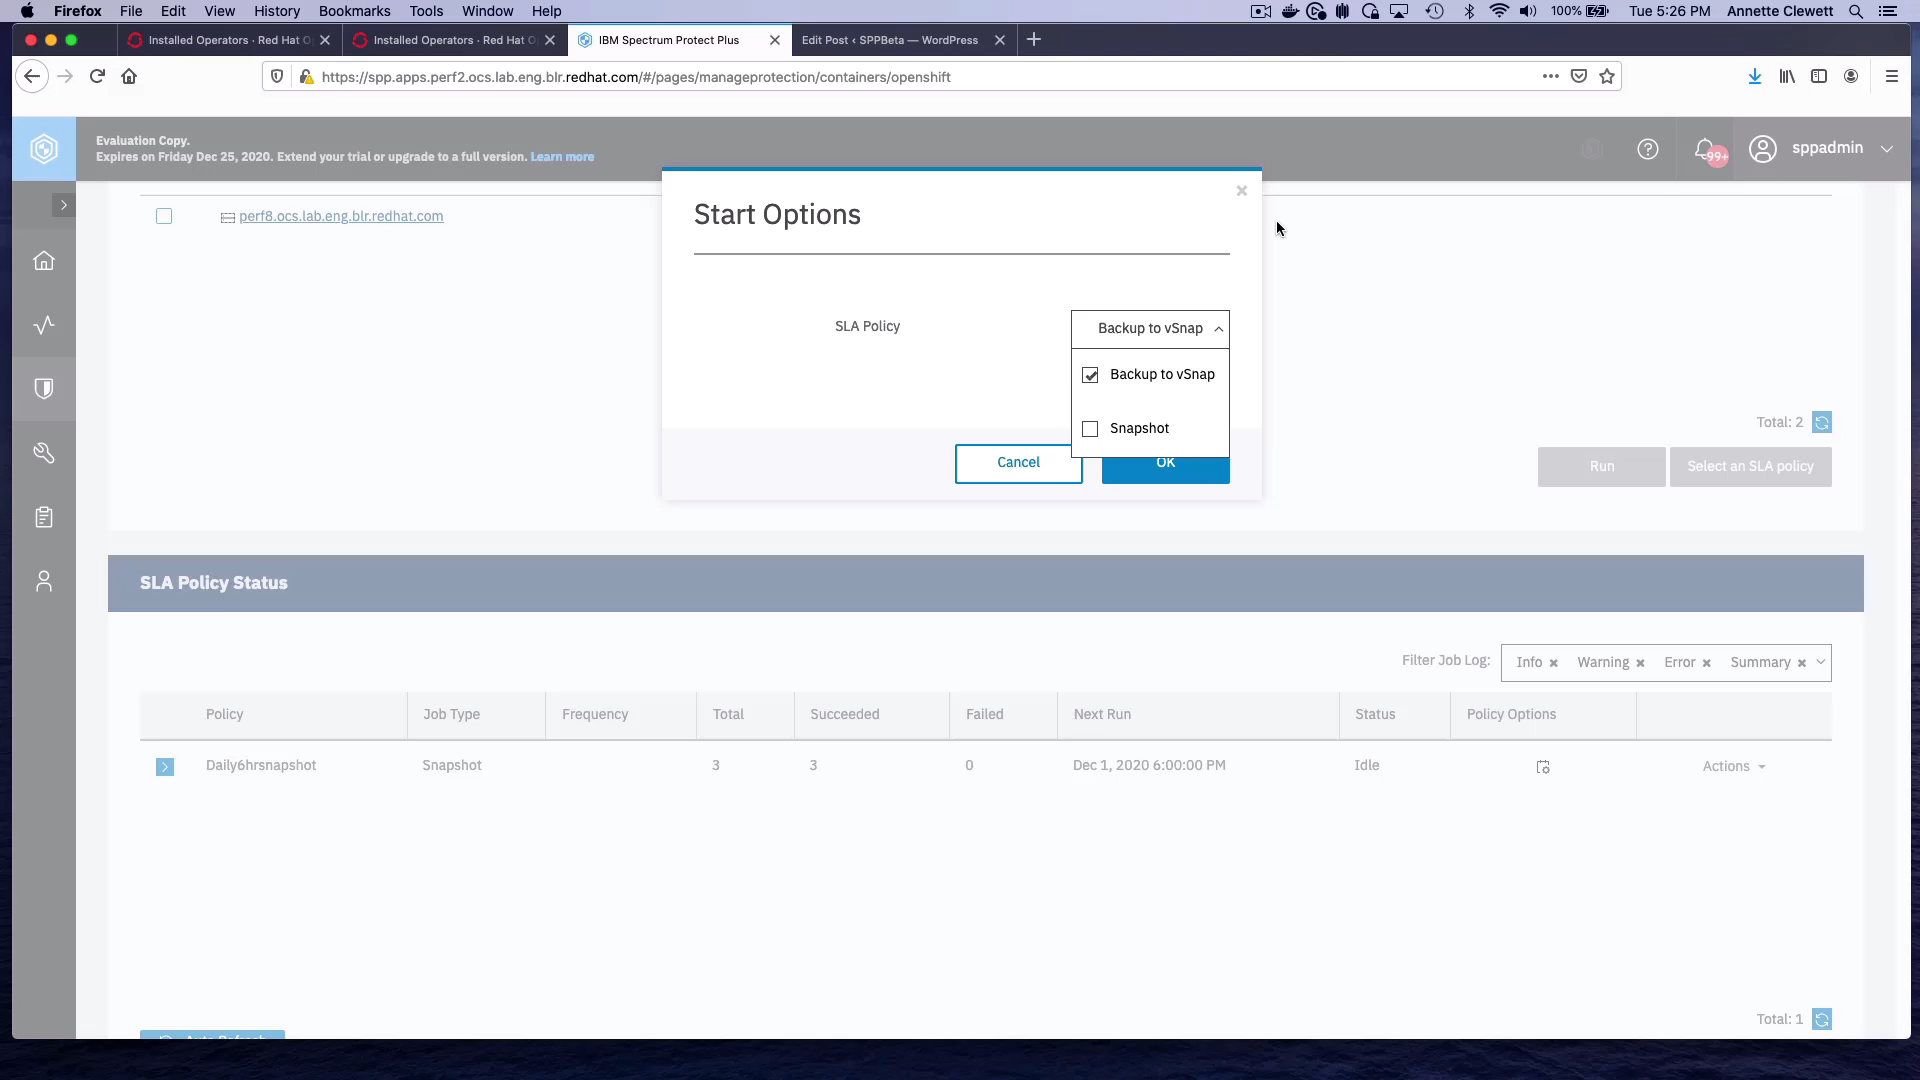 Firefox File Edit View History Bookmarks Tools Window Help 100% Tue 5:26 PM Annette Clewett
Installed Operators · Red Hat O
Installed Operators · Red Hat O
IBM Spectrum Protect Plus
Edit Post ‹ SPPBeta — WordPress
https://spp.apps.perf2.ocs.lab.eng.blr.redhat.com/#/pages/manageprotection/containers/openshift
Evaluation Copy.
Expires on Friday Dec 25, 2020. Extend your trial or upgrade to a full version. Learn more
99+
sppadmin
perf8.ocs.lab.eng.blr.redhat.com
Start Options
SLA Policy
Backup to vSnap
Backup to vSnap
Snapshot
Cancel
OK
Total: 2
Run
Select an SLA policy
SLA Policy Status
Filter Job Log: Info × Warning × Error × Summary ×
Policy Job Type Frequency Total Succeeded Failed Next Run Status Policy Options
Daily6hrsnapshot Snapshot 3 3 0 Dec 1, 2020 6:00:00 PM Idle Actions
Total: 1